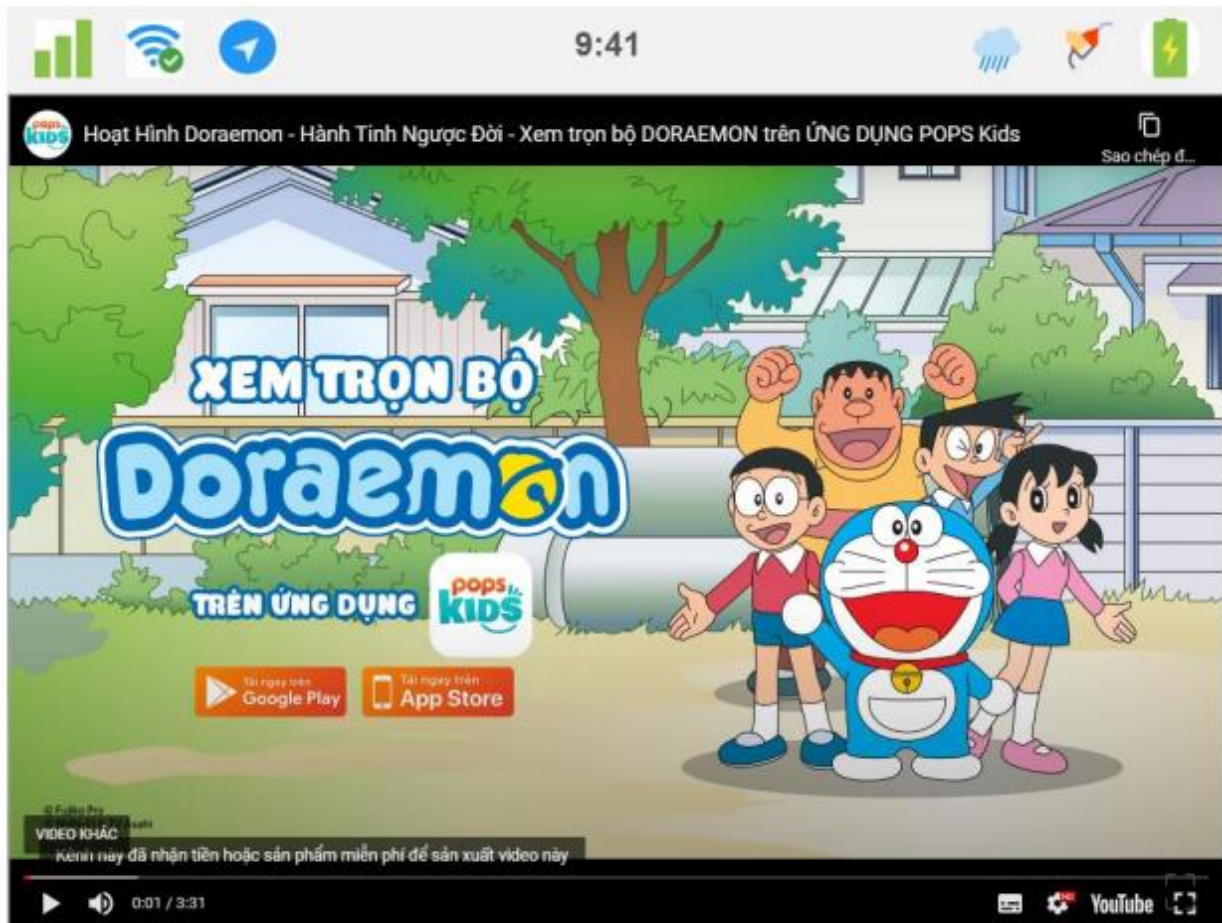 9:41
pops KIDS
Hoạt Hình Doraemon - Hành Tinh Ngược Đời - Xem trọn bộ DORAEMON trên ỨNG DỤNG POPS Kids
Sao chép đ...
XEM TRỌN BỘ
Doraemon
TRÊN ỨNG DỤNG
pops
KIDS
Tải ngay trên
Google Play
Tải ngay trên
App Store
© Fujiko Pro
VIDEO KHÁC
Kênh này đã nhận tiền hoặc sản phẩm miễn phí để sản xuất video này
0:01 / 3:31
HD
YouTube